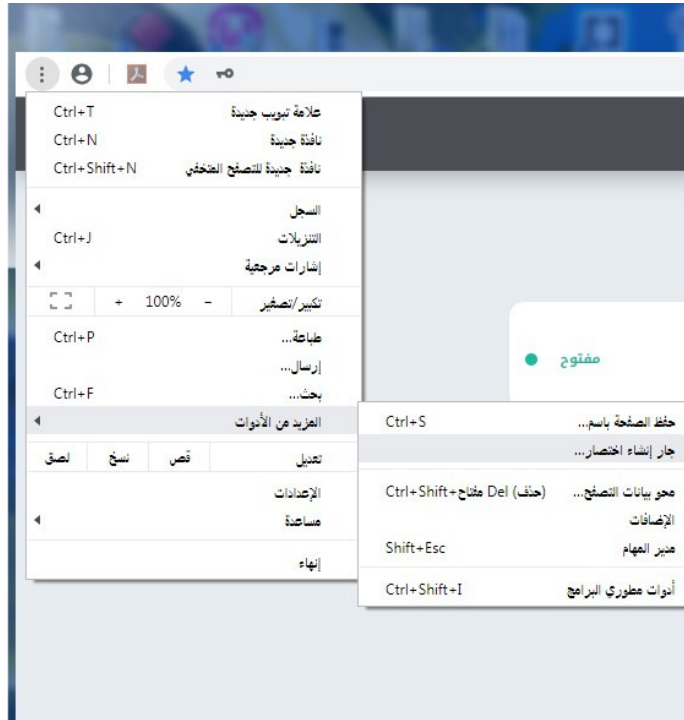 علامة تبويب جديدة Ctrl+T
نافذة جديدة Ctrl+N
نافذة جديدة للتصفح المتخفي Ctrl+Shift+N
السجل
التنزيلات Ctrl+J
إشارات مرجعية
تكبير/تصغير - 100% +
طباعة... Ctrl+P
إرسال...
بحث... Ctrl+F
المزيد من الأدوات
تعديل قص نسخ لصق
الإعدادات
مساعدة
إنهاء
مفتوح
حفظ الصفحة باسم... Ctrl+S
جار إنشاء اختصار...
محو بيانات التصفح... Ctrl+Shift+مفتاح Del (حذف)
الإضافات
مدير المهام Shift+Esc
أدوات مطوري البرامج Ctrl+Shift+I